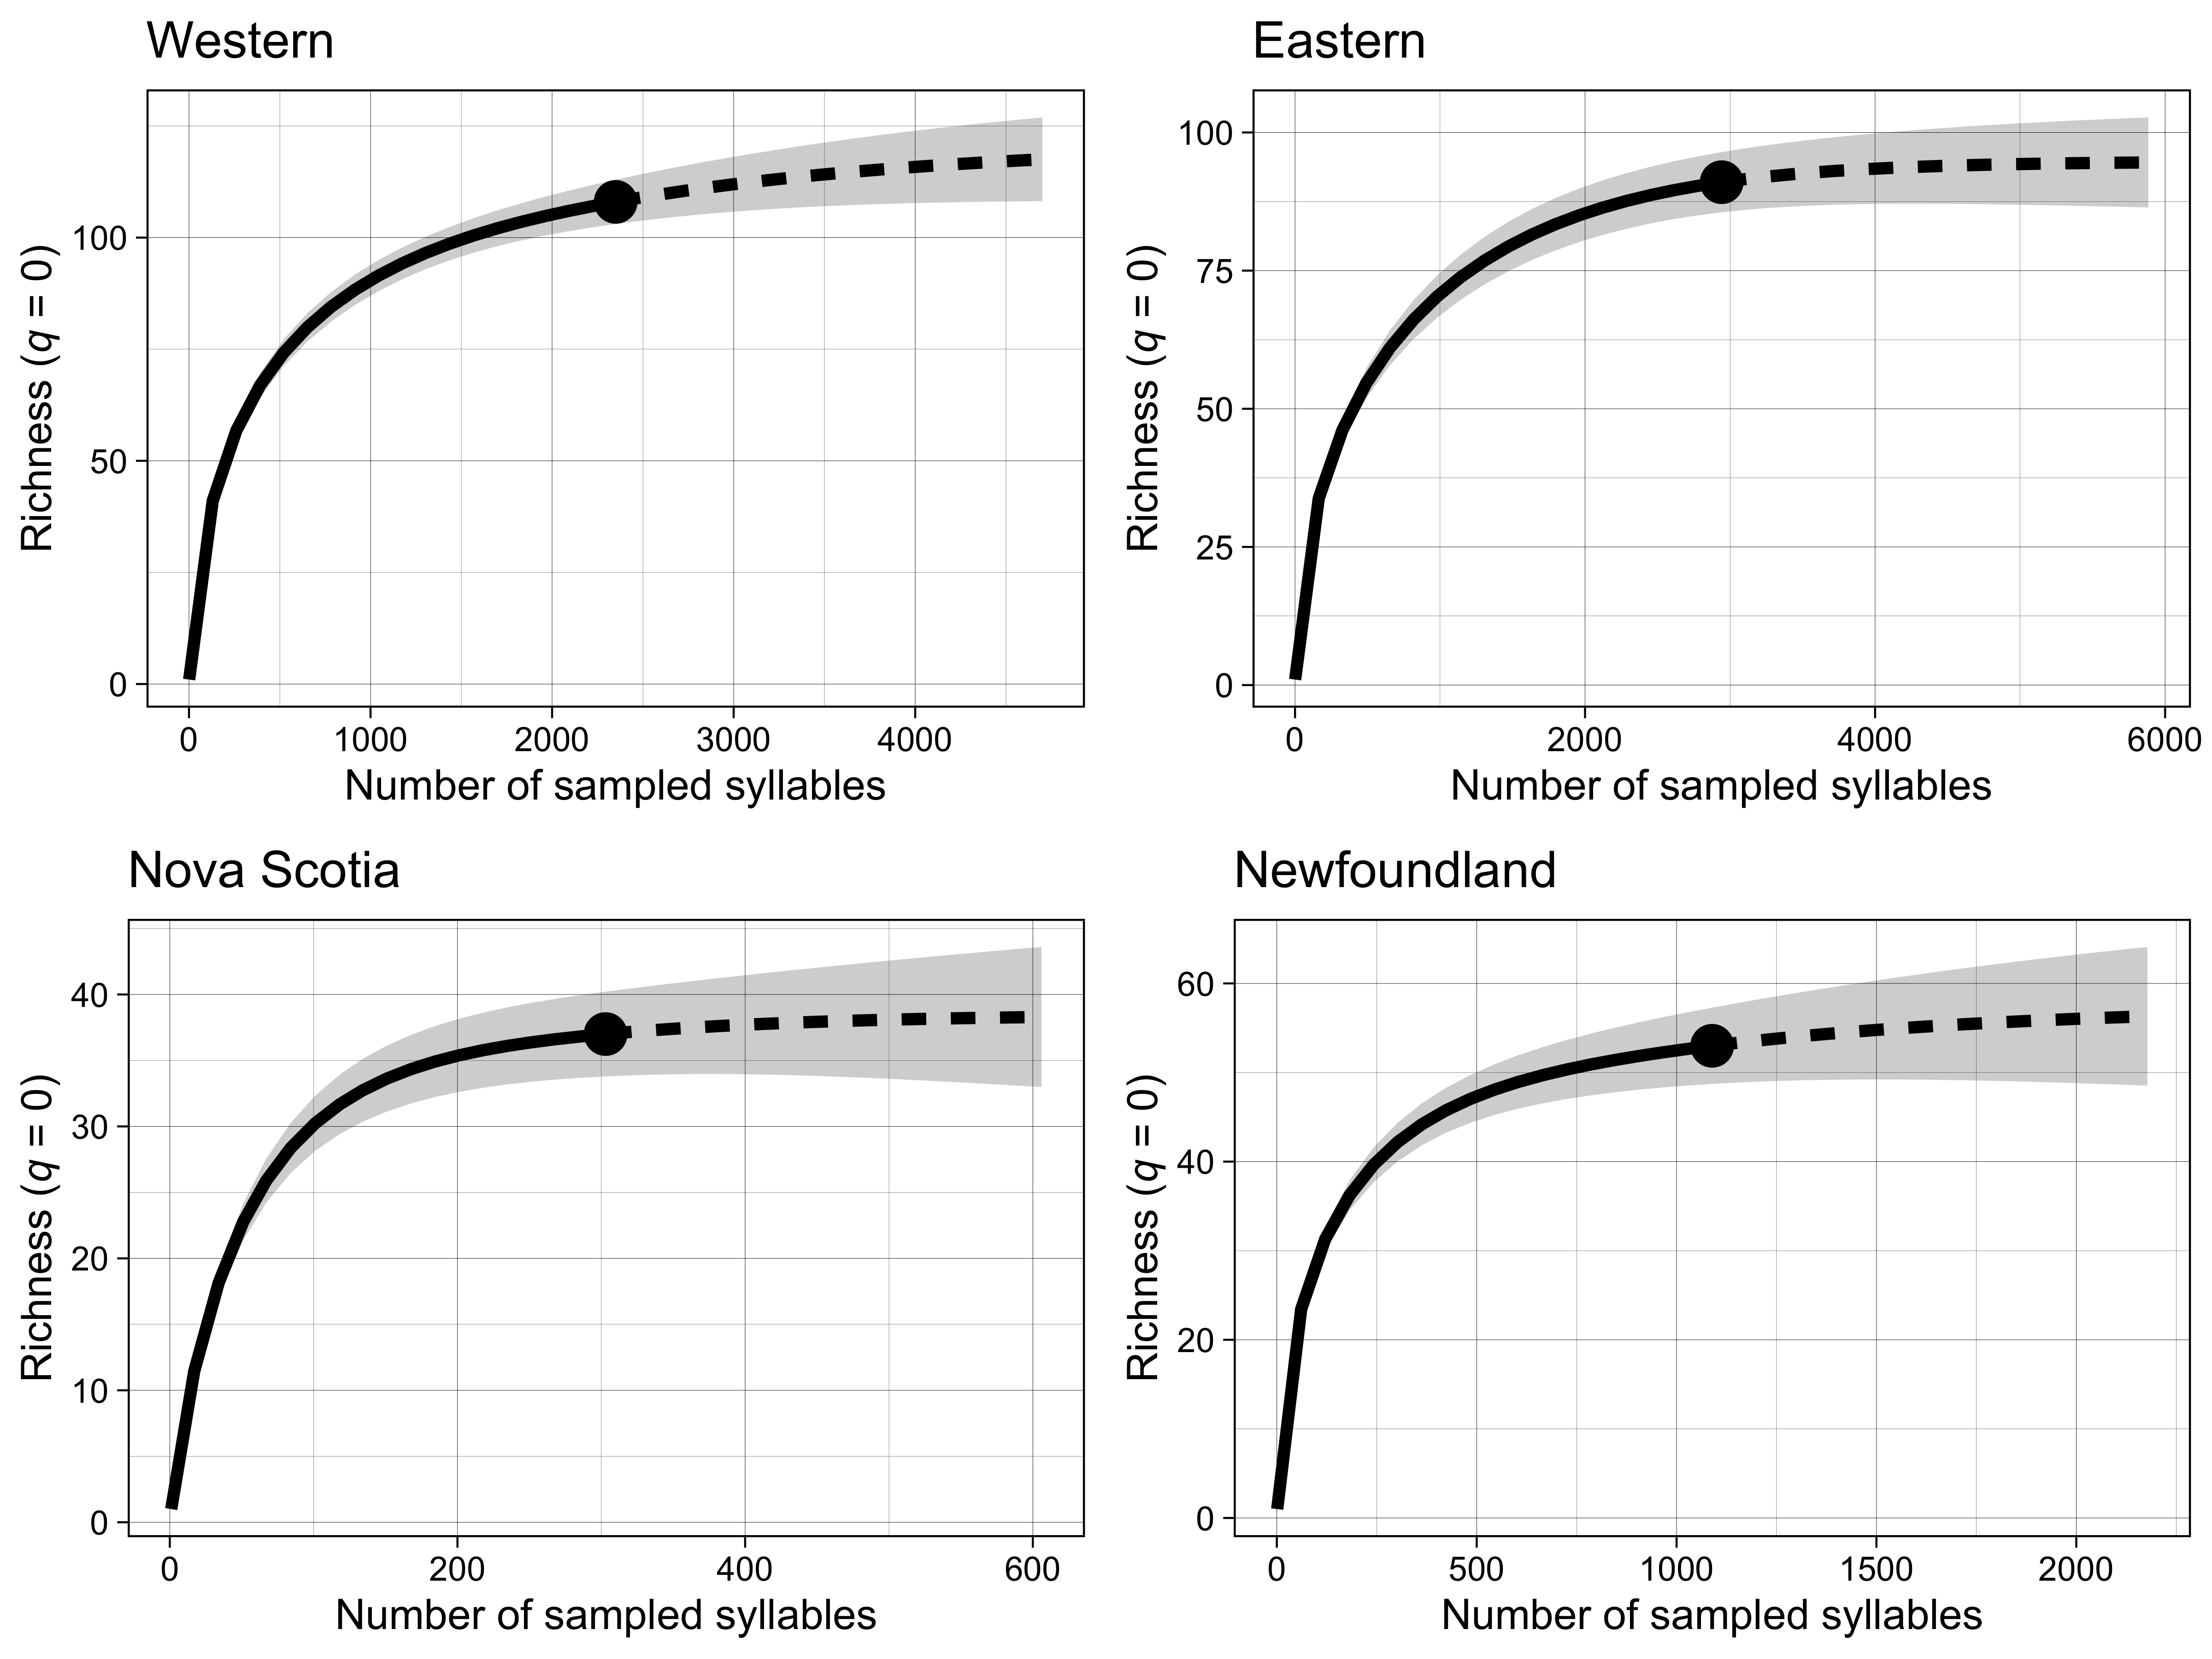 Western
Richness (q = 0)
100
50
0
0 1000 2000 3000 4000
Number of sampled syllables
Eastern
Richness (q = 0)
100
75
50
25
0
0 2000 4000 6000
Number of sampled syllables
Nova Scotia
Richness (q = 0)
40
30
20
10
0
0 200 400 600
Number of sampled syllables
Newfoundland
Richness (q = 0)
60
40
20
0
0 500 1000 1500 2000
Number of sampled syllables